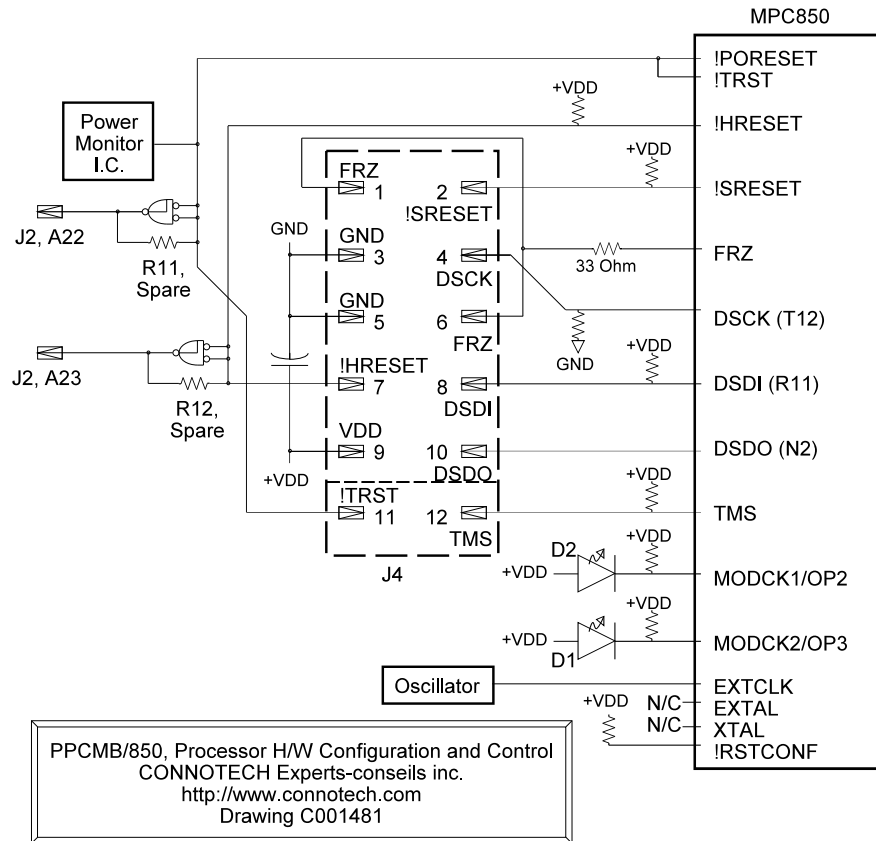 MPC850
!PORESET
!TRST
+VDD
!HRESET
Power
Monitor
I.C.
+VDD
FRZ
1
2
!SRESET
!SRESET
J2, A22
R11,
Spare
GND
GND
3
4
DSCK
33 Ohm
FRZ
GND
5
6
FRZ
GND
DSCK (T12)
+VDD
J2, A23
R12,
Spare
!HRESET
7
8
DSDI
DSDI (R11)
VDD
9
10
DSDO
DSDO (N2)
+VDD
!TRST
11
12
TMS
+VDD
TMS
J4
D2
+VDD
+VDD
MODCK1/OP2
+VDD
+VDD
D1
MODCK2/OP3
Oscillator
EXTCLK
+VDD
N/C
EXTAL
N/C
XTAL
!RSTCONF
PPCMB/850, Processor H/W Configuration and Control
CONNOTECH Experts-conseils inc.
http://www.connotech.com
Drawing C001481